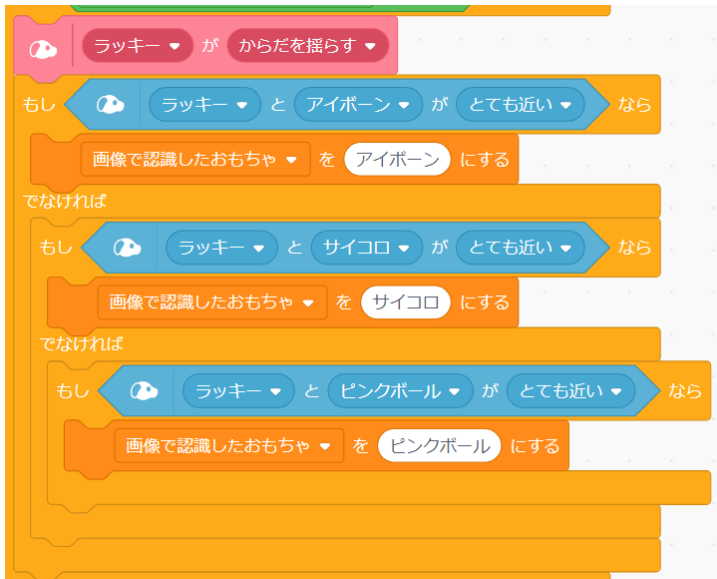 ラッキー が からだを揺らす
もし ラッキー と アイボーン が とても近い なら
画像で認識したおもちゃ を アイボーン にする
でなければ
もし ラッキー と サイコロ が とても近い なら
画像で認識したおもちゃ を サイコロ にする
でなければ
もし ラッキー と ピンクボール が とても近い なら
画像で認識したおもちゃ を ピンクボール にする